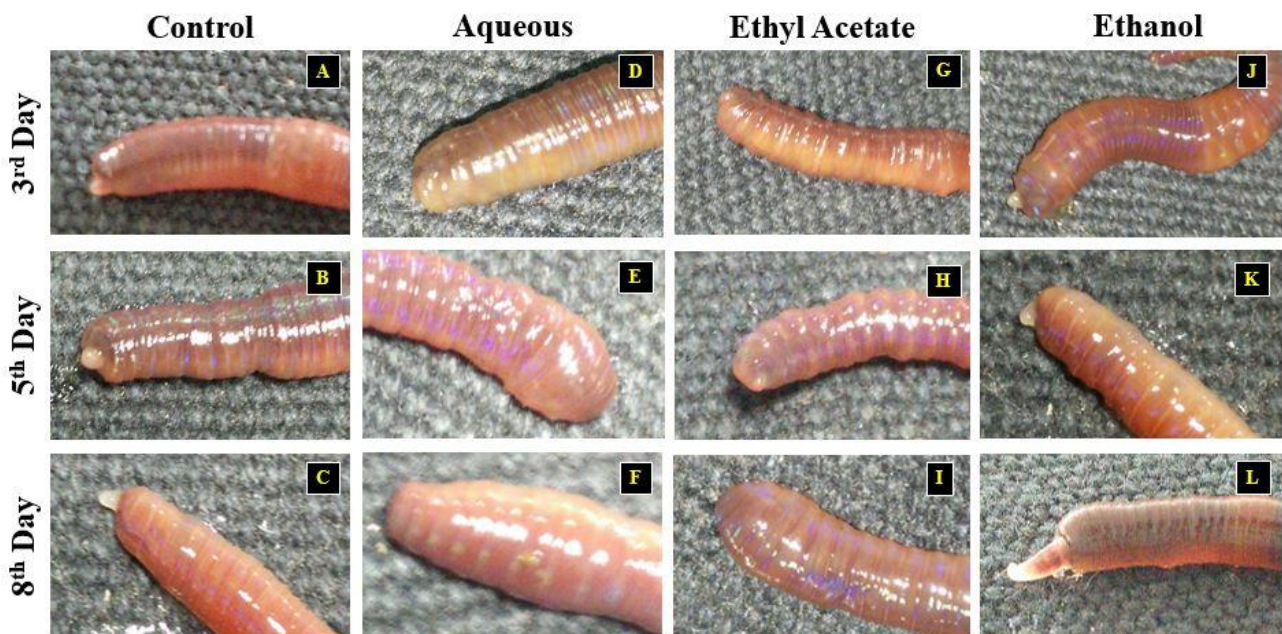 Control Aqueous Ethyl Acetate Ethanol
3rd Day
A D G J
5th Day
B E H K
8th Day
C F I L